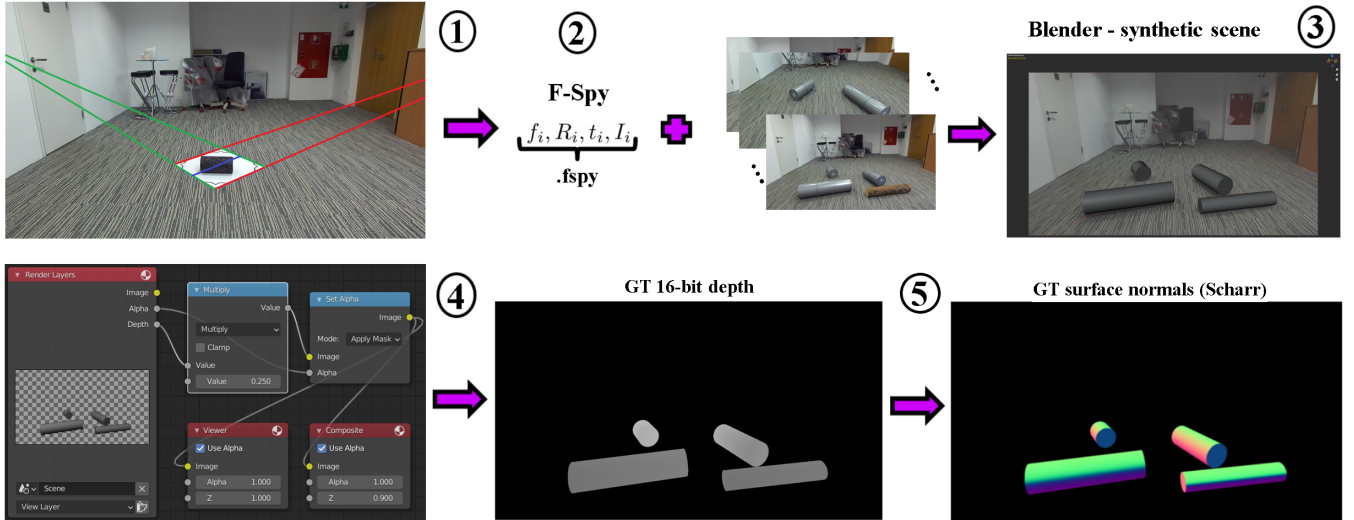 ①
②
F-Spy
f_i, R_i, t_i, I_i
.fspy
Blender - synthetic scene
③
Render Layers
Image
Alpha
Depth
Scene
View Layer
Multiply
Value
Multiply
Clamp
Value
Value 0.250
Set Alpha
Image
Mode: Apply Mask
Image
Alpha
Viewer
Use Alpha
Image
Alpha 1.000
Z 1.000
Composite
Use Alpha
Image
Alpha 1.000
Z 0.900
④
GT 16-bit depth
⑤
GT surface normals (Scharr)